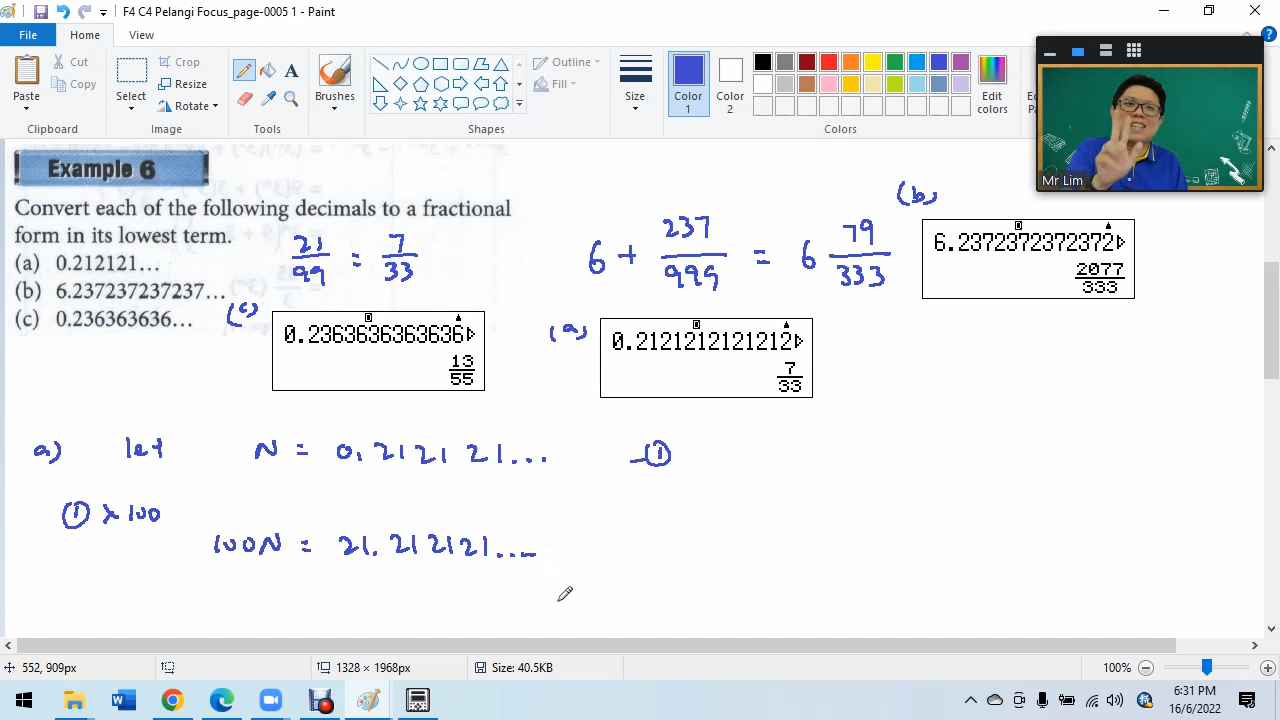 F4 C4 Pelangi Focus_page-0005 1 - Paint
File Home View
Paste
Cut
Copy
Clipboard
Select
Crop
Resize
Rotate
Image
A
Tools
Brushes
Shapes
Outline
Fill
Size
Color 1
Color 2
Colors
Edit colors
Mr Lim
Example 6
Convert each of the following decimals to a fractional
form in its lowest term.
(a) 0.212121...
(b) 6.237237237237...
(c) 0.236363636...
21/99 = 7/33
6 + 237/999 = 6 79/333
(b)
6.2372372372372
2077/333
(c)
0.2363636363636
13/55
(a)
0.2121212121212
7/33
a) let N = 0.212121... —①
① × 100
100N = 21.212121...
552, 909px
1328 × 1968px
Size: 40.5KB
100%
6:31 PM
16/6/2022